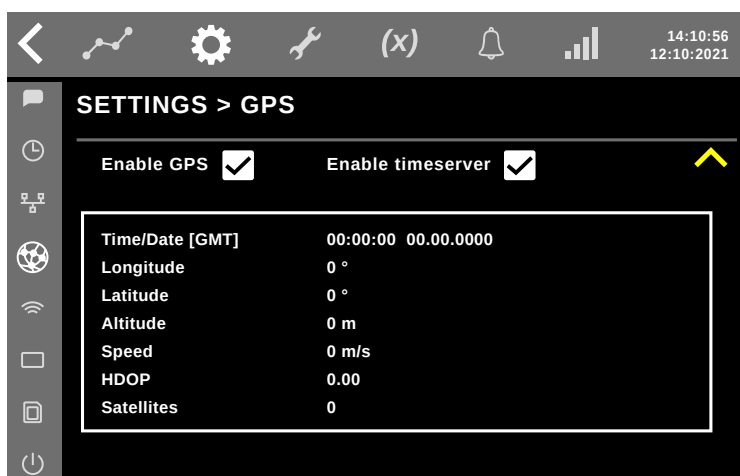 (x)
14:10:56
12:10:2021
SETTINGS > GPS
Enable GPS Enable timeserver
Time/Date [GMT] 00:00:00 00.00.0000
Longitude 0 °
Latitude 0 °
Altitude 0 m
Speed 0 m/s
HDOP 0.00
Satellites 0